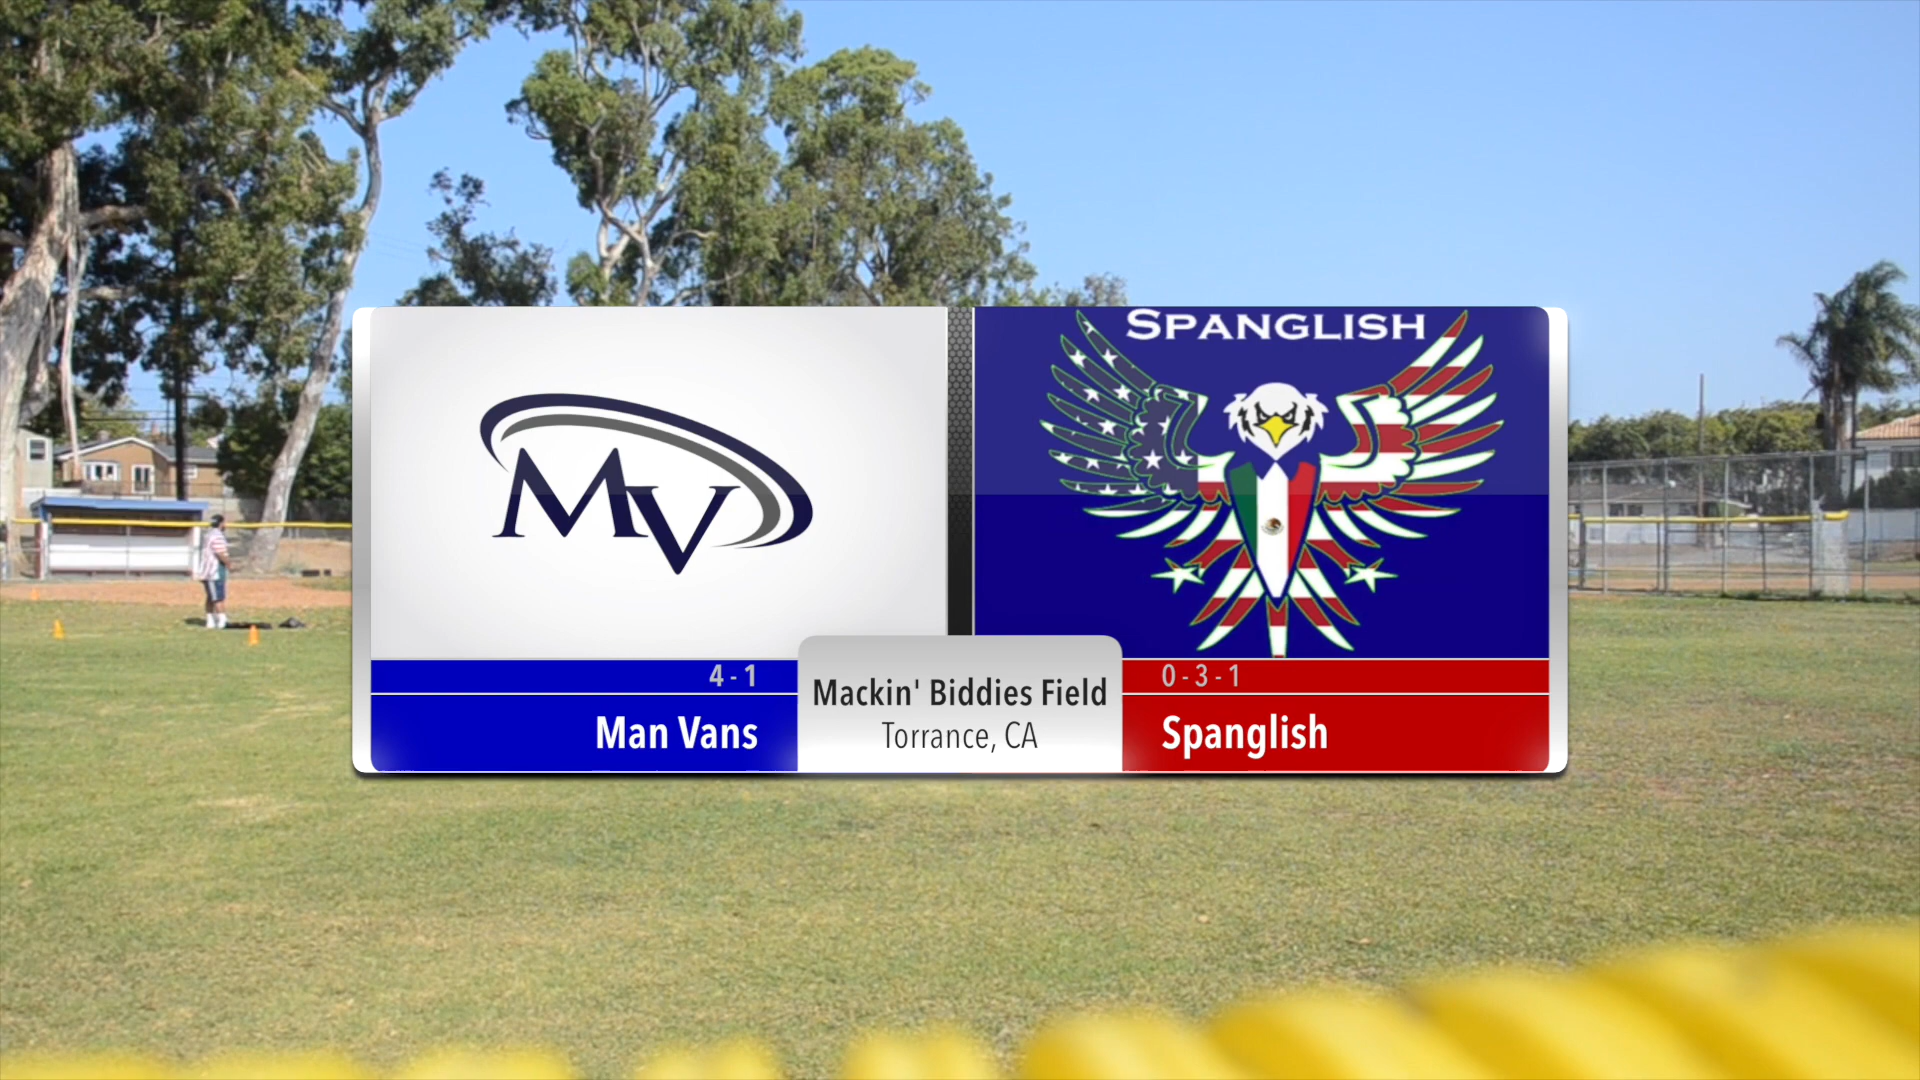 MV
SPANGLISH
4 - 1
0 - 3 - 1
Mackin' Biddies Field
Torrance, CA
Man Vans
Spanglish